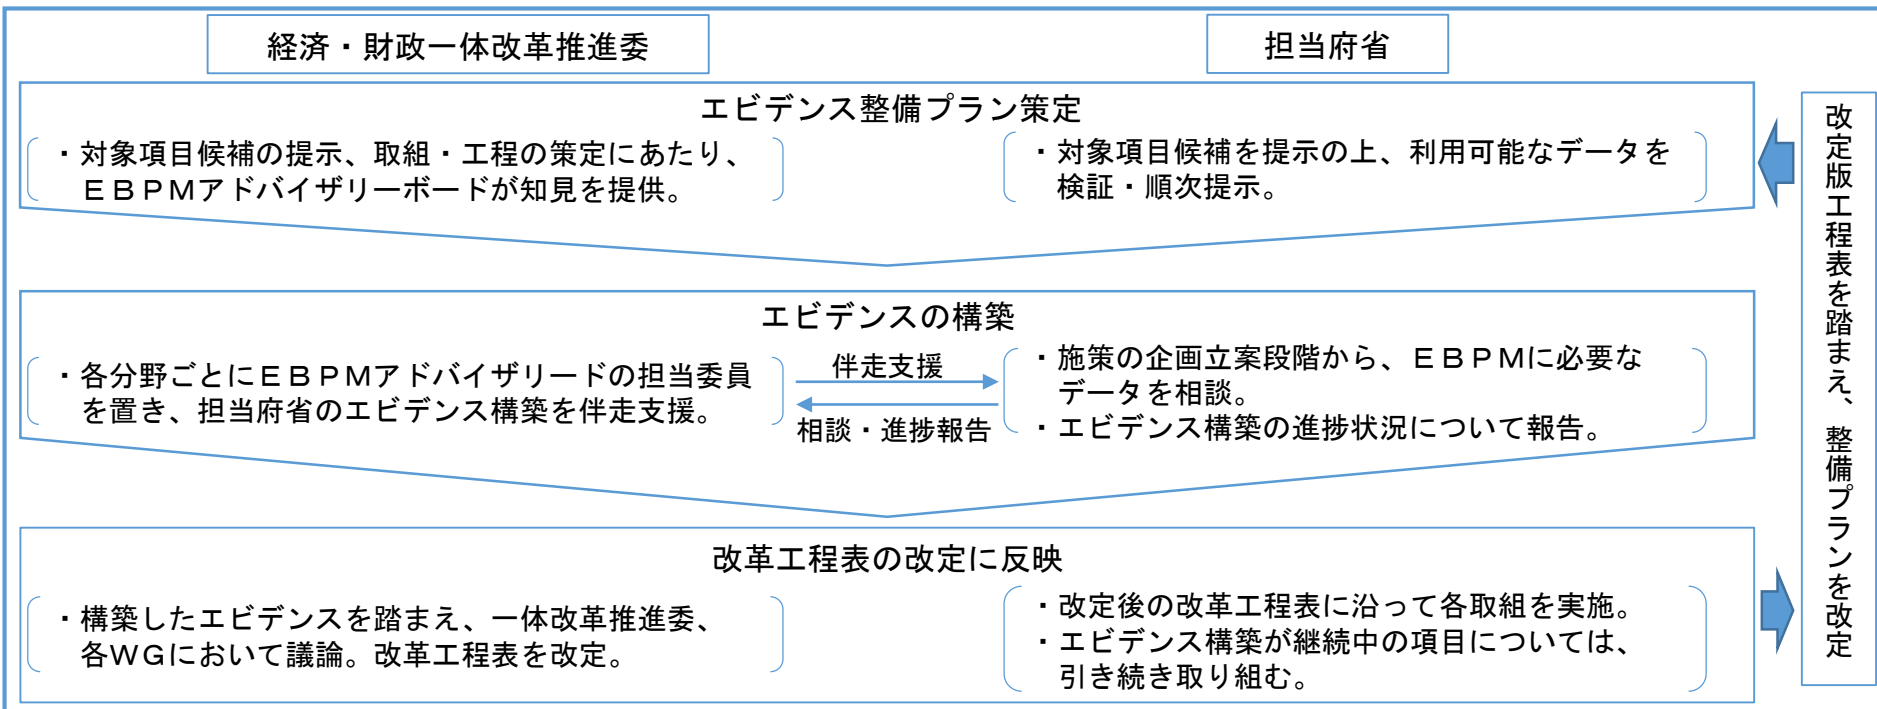 経済・財政一体改革推進委
担当府省
エビデンス整備プラン策定
・対象項目候補の提示、取組・工程の策定にあたり、
ＥＢＰＭアドバイザリーボードが知見を提供。
・対象項目候補を提示の上、利用可能なデータを
検証・順次提示。
エビデンスの構築
・各分野ごとにＥＢＰＭアドバイザリードの担当委員
を置き、担当府省のエビデンス構築を伴走支援。
伴走支援
相談・進捗報告
・施策の企画立案段階から、ＥＢＰＭに必要な
データを相談。
・エビデンス構築の進捗状況について報告。
改革工程表の改定に反映
・構築したエビデンスを踏まえ、一体改革推進委、
各ＷＧにおいて議論。改革工程表を改定。
・改定後の改革工程表に沿って各取組を実施。
・エビデンス構築が継続中の項目については、
引き続き取り組む。
改定版工程表を踏まえ、整備プランを改定